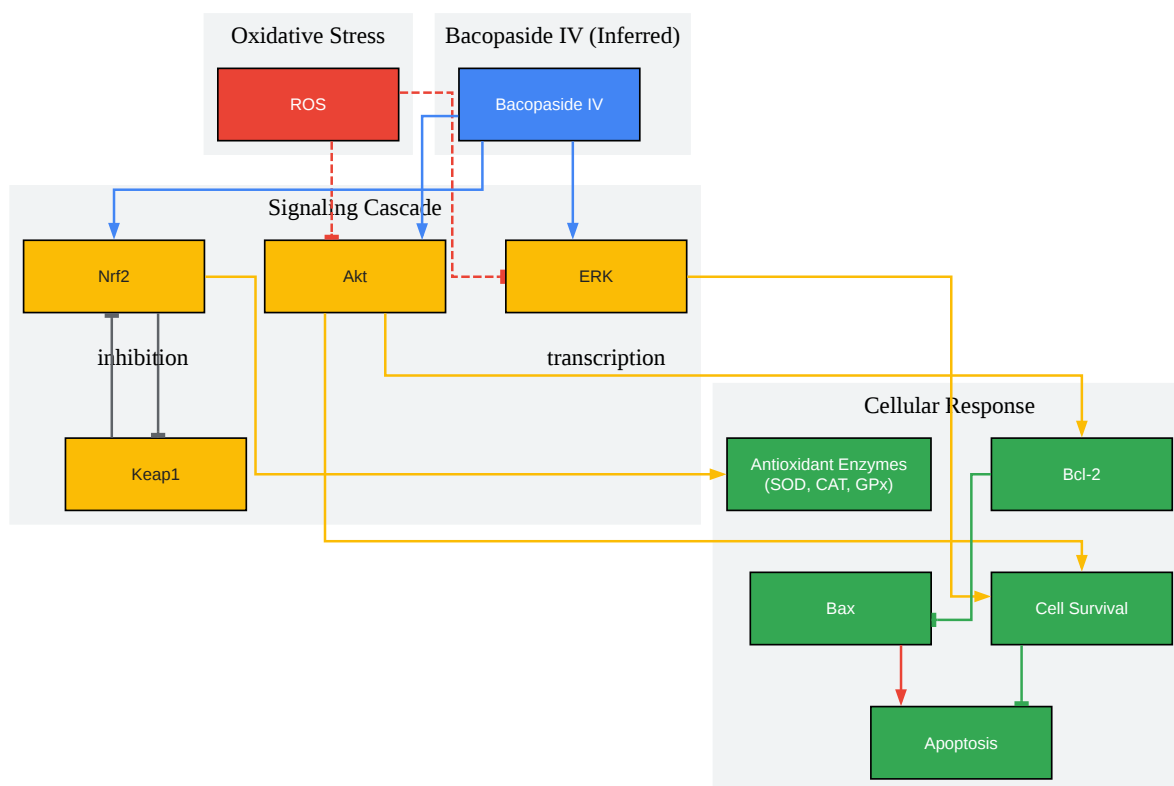 Oxidative Stress
Bacopaside IV (Inferred)
ROS
Bacopaside IV
Signaling Cascade
Nrf2
Akt
ERK
inhibition
transcription
Cellular Response
Keap1
Antioxidant Enzymes
(SOD, CAT, GPx)
Bcl-2
Bax
Cell Survival
Apoptosis